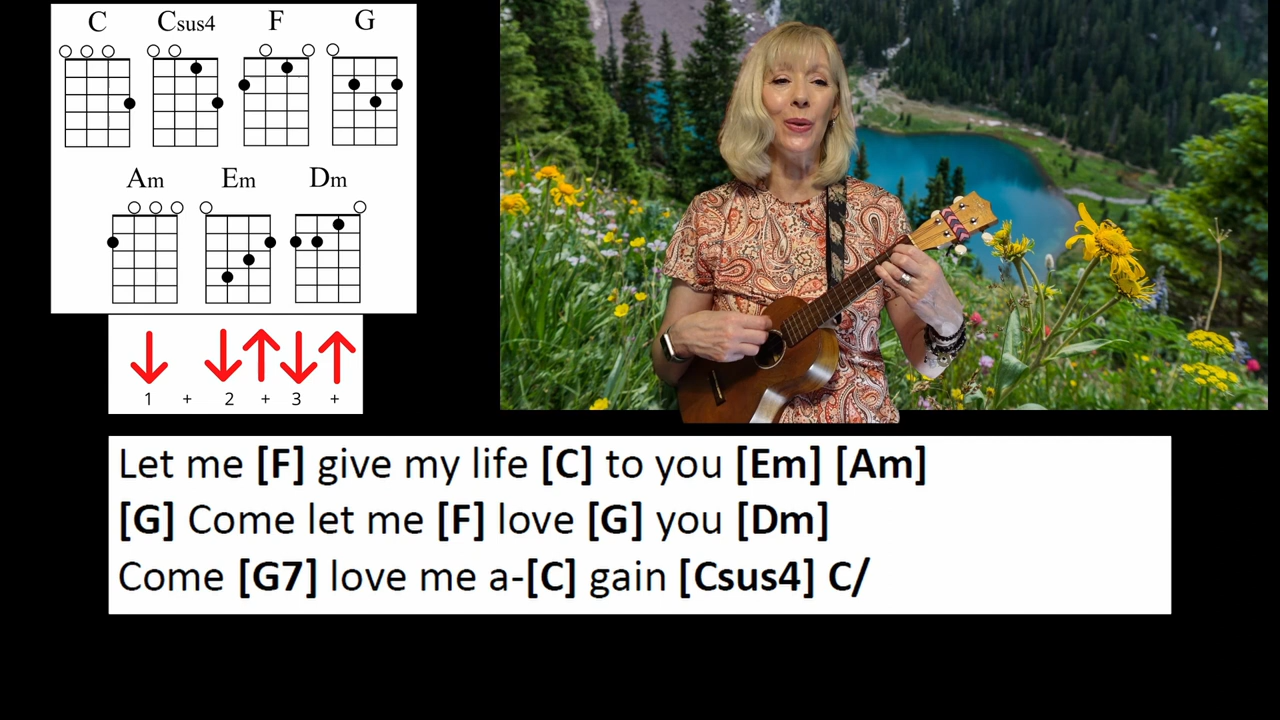 C Csus4 F G
Am Em Dm
1 + 2 + 3 +
Let me [F] give my life [C] to you [Em] [Am]
[G] Come let me [F] love [G] you [Dm]
Come [G7] love me a-[C] gain [Csus4] C/